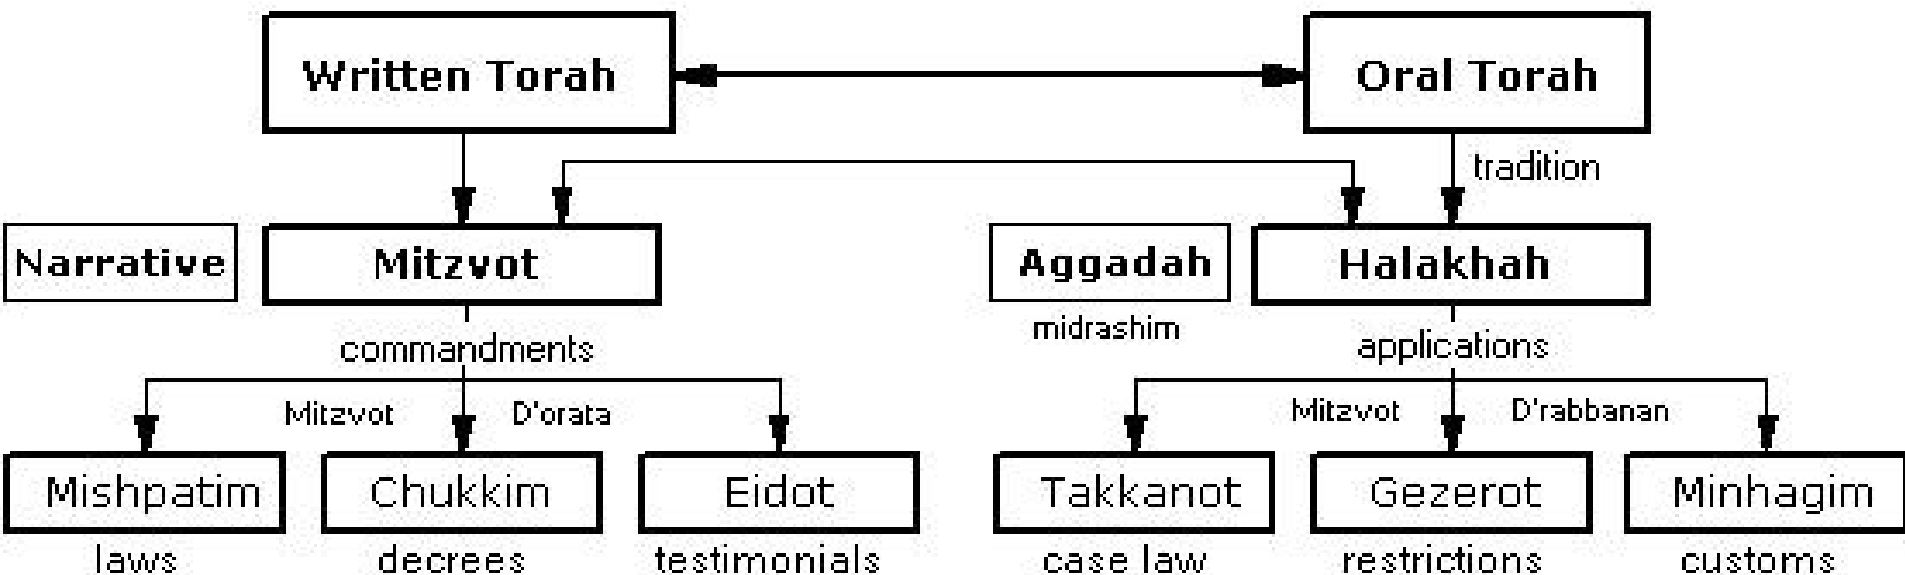 Written Torah
Oral Torah
tradition
Narrative
Mitzvot
Aggadah
Halakhah
midrashim
commandments
applications
Mitzvot D'orata
Mitzvot D'rabbanan
Mishpatim
Chukkim
Eidot
Takkanot
Gezerot
Minhagim
laws
decrees
testimonials
case law
restrictions
customs